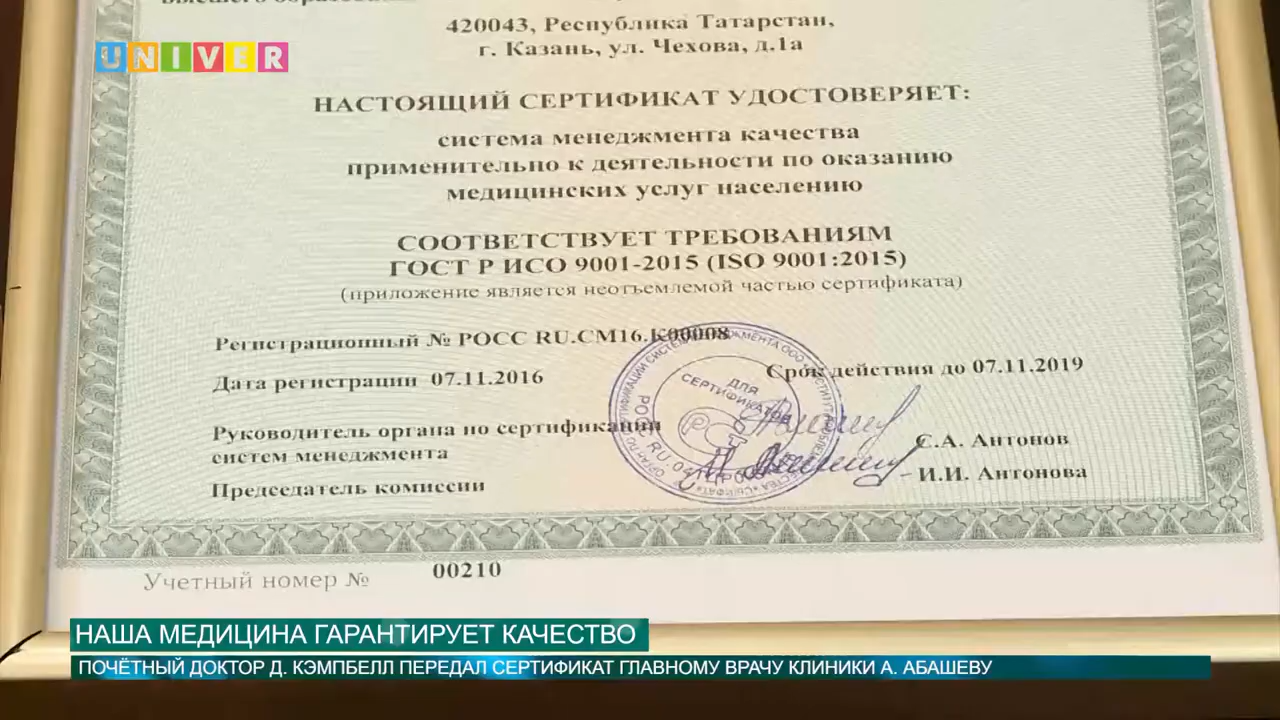 420043, Республика Татарстан,
г. Казань, ул. Чехова, д.1а
UNIVER
НАСТОЯЩИЙ СЕРТИФИКАТ УДОСТОВЕРЯЕТ:
система менеджмента качества
применительно к деятельности по оказанию
медицинских услуг населению
СООТВЕТСТВУЕТ ТРЕБОВАНИЯМ
ГОСТ Р ИСО 9001-2015 (ISO 9001:2015)
(приложение является неотъемлемой частью сертификата)
Регистрационный № РОСС RU.СМ16.К00008
Дата регистрации 07.11.2016
Срок действия до 07.11.2019
ДЛЯ
СЕРТИФИКАТОВ
Руководитель органа по сертификации
систем менеджмента
С.А. Антонов
Председатель комиссии
И.И. Антонова
Учетный номер № 00210
НАША МЕДИЦИНА ГАРАНТИРУЕТ КАЧЕСТВО
ПОЧЁТНЫЙ ДОКТОР Д. КЭМПБЕЛЛ ПЕРЕДАЛ СЕРТИФИКАТ ГЛАВНОМУ ВРАЧУ КЛИНИКИ А. АБАШЕВУ